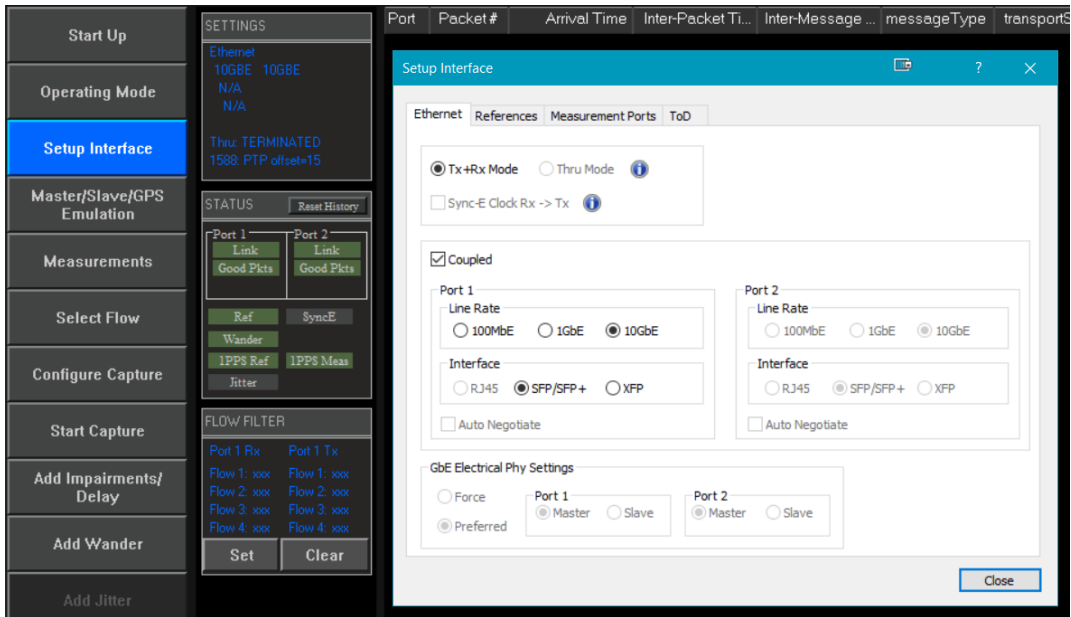 Start Up
Operating Mode
Setup Interface
Master/Slave/GPS
Emulation
Measurements
Select Flow
Configure Capture
Start Capture
Add Impairments/
Delay
Add Wander
Add Jitter
SETTINGS
Ethernet
10GBE 10GBE
N/A
N/A
Thru: TERMINATED
1588: PTP offset=15
STATUS Reset History
Port 1 Port 2
Link Link
Good Pkts Good Pkts
Ref SyncE
Wander
1PPS Ref 1PPS Meas
Jitter
FLOW FILTER
Port 1 Rx Port 1 Tx
Flow 1: xxx Flow 1: xxx
Flow 2: xxx Flow 2: xxx
Flow 3: xxx Flow 3: xxx
Flow 4: xxx Flow 4: xxx
Set Clear
Port Packet # Arrival Time Inter-Packet Ti... Inter-Message ... messageType transportS
Setup Interface ?
Ethernet References Measurement Ports ToD
Tx+Rx Mode Thru Mode i
Sync-E Clock Rx -> Tx i
Coupled
Port 1 Port 2
Line Rate Line Rate
100MbE 1GbE 10GbE 100MbE 1GbE 10GbE
Interface Interface
RJ45 SFP/SFP+ XFP RJ45 SFP/SFP+ XFP
Auto Negotiate Auto Negotiate
GbE Electrical Phy Settings
Force Port 1 Port 2
Master Slave Master Slave
Preferred
Close